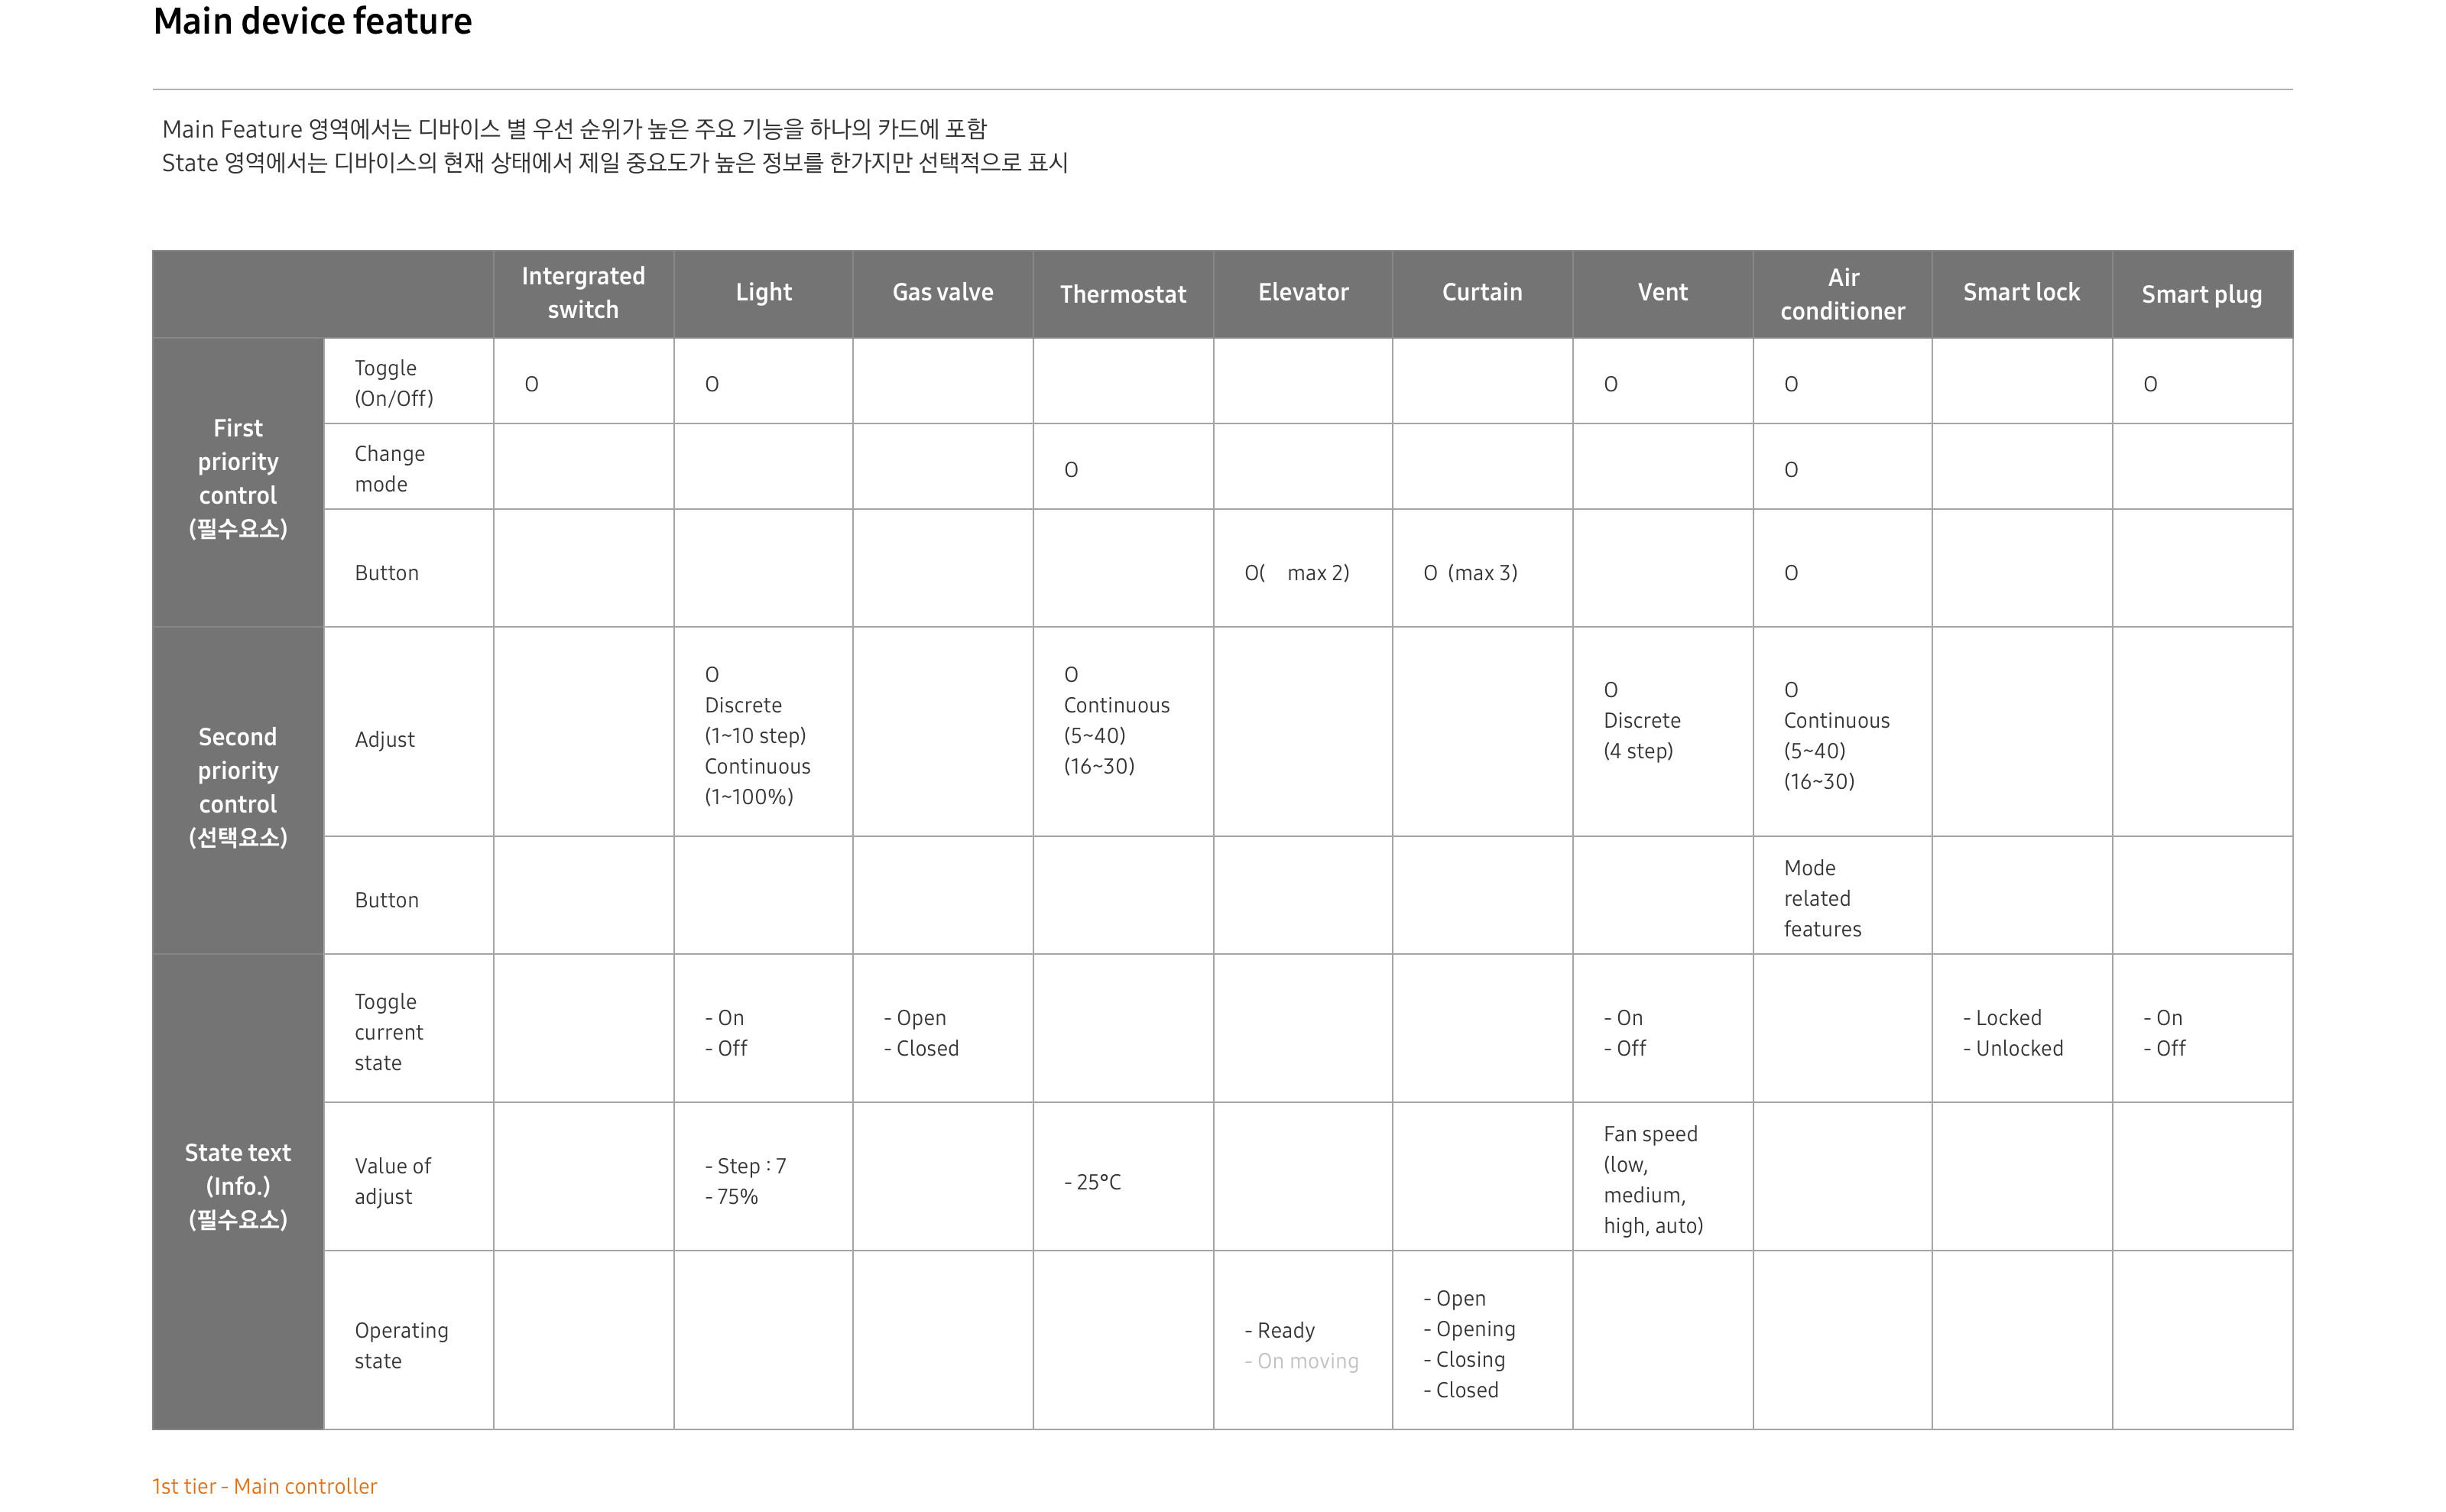 Main device feature
Main Feature 영역에서는 디바이스 별 우선 순위가 높은 주요 기능을 하나의 카드에 포함
State 영역에서는 디바이스의 현재 상태에서 제일 중요도가 높은 정보를 한가지만 선택적으로 표시
Intergrated
switch
Light
Gas valve
Thermostat
Elevator
Curtain
Vent
Air
conditioner
Smart lock
Smart plug
First
priority
control
(필수요소)
Toggle
(On/Off)
O
O
O
O
O
Change
mode
O
O
Button
O( max 2)
O (max 3)
O
Second
priority
control
(선택요소)
Adjust
O
Discrete
(1~10 step)
Continuous
(1~100%)
O
Continuous
(5~40)
(16~30)
O
Discrete
(4 step)
O
Continuous
(5~40)
(16~30)
Button
Mode
related
features
State text
(Info.)
(필수요소)
Toggle
current
state
- On
- Off
- Open
- Closed
- On
- Off
- Locked
- Unlocked
- On
- Off
Value of
adjust
- Step : 7
- 75%
- 25°C
Fan speed
(low,
medium,
high, auto)
Operating
state
- Ready
- On moving
- Open
- Opening
- Closing
- Closed
1st tier - Main controller